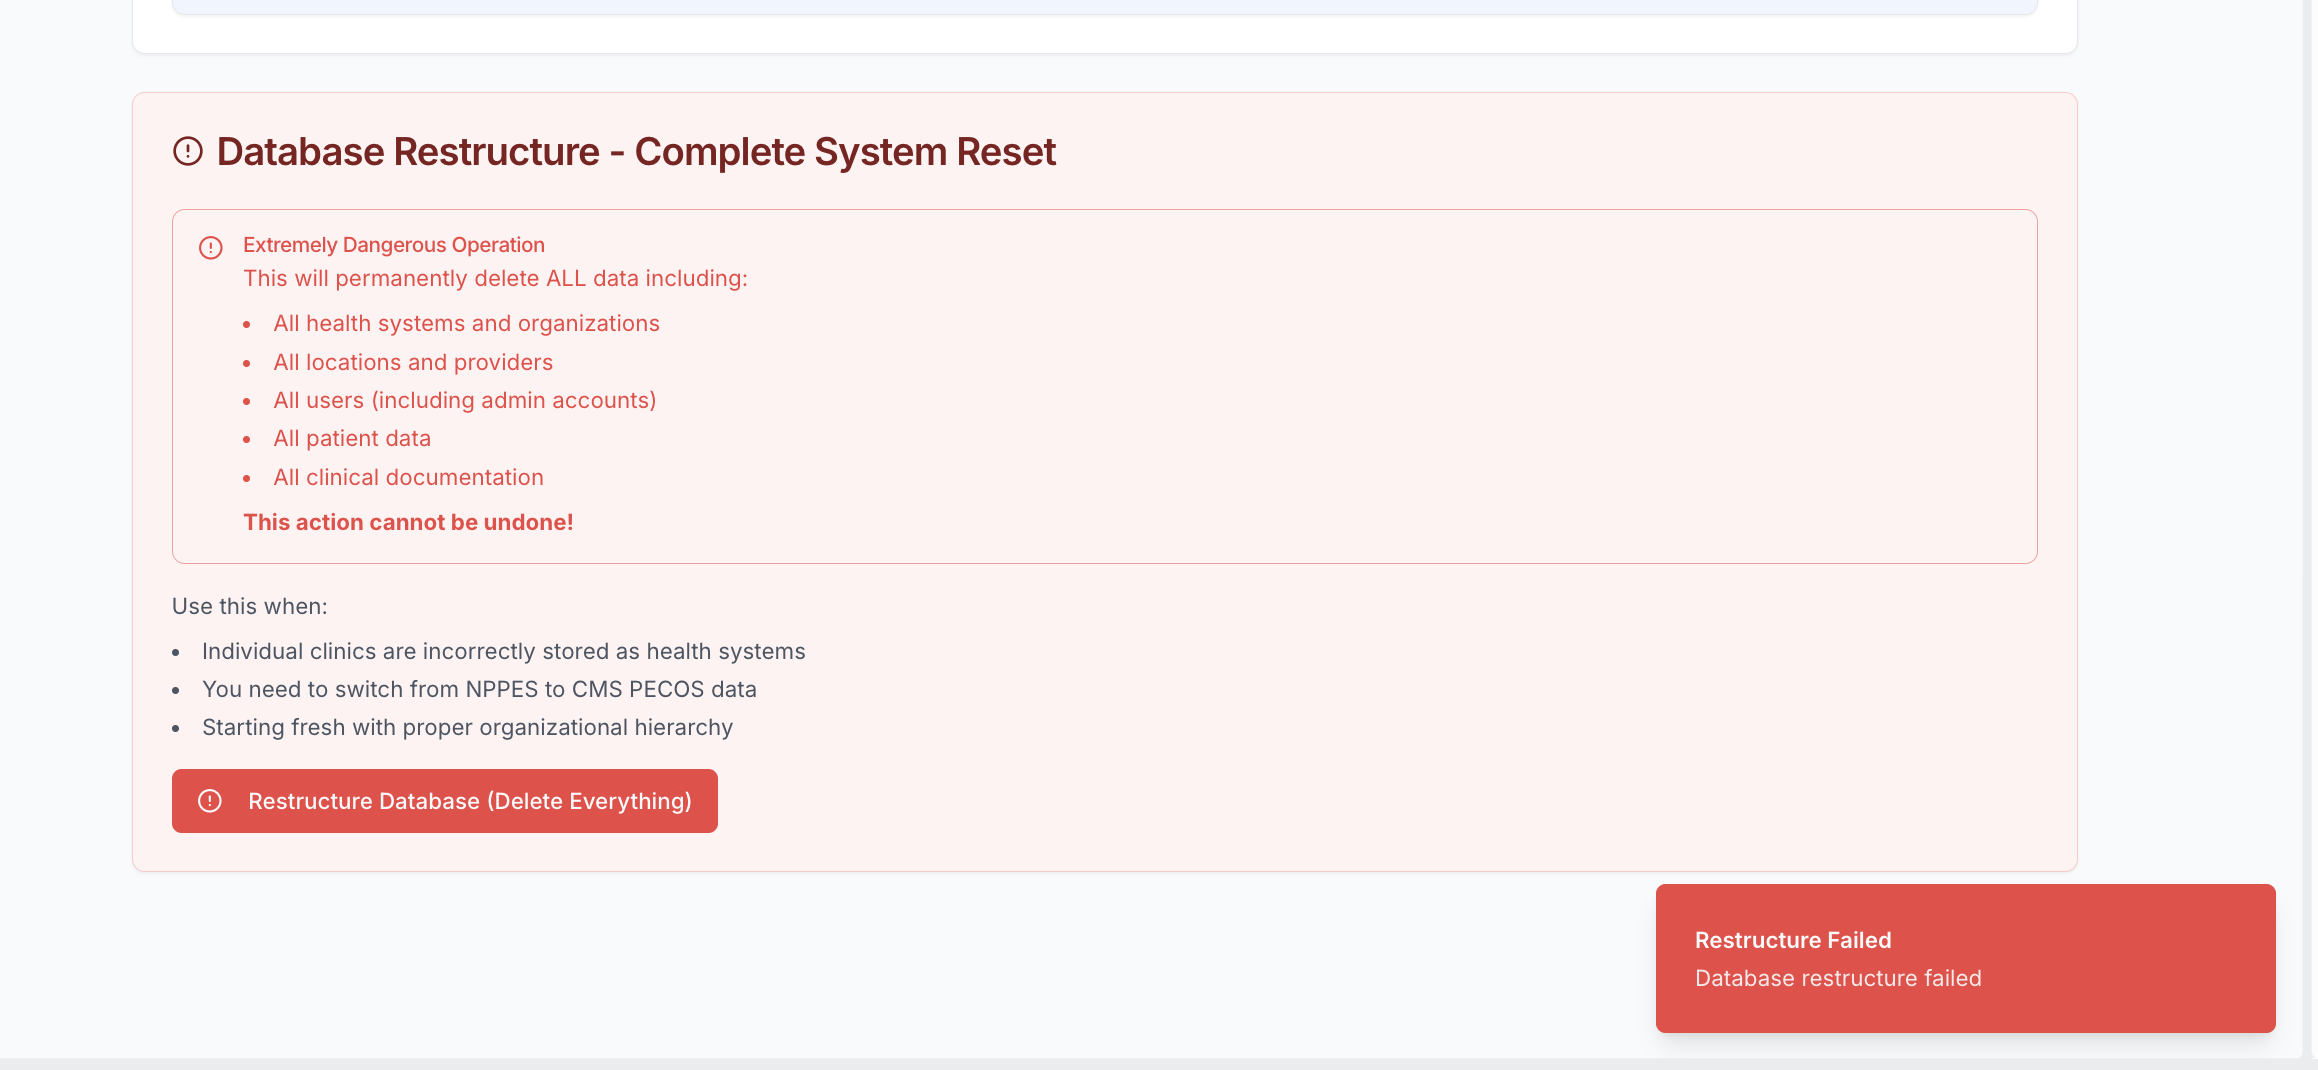 Database Restructure - Complete System Reset
Extremely Dangerous Operation
This will permanently delete ALL data including:
• All health systems and organizations
• All locations and providers
• All users (including admin accounts)
• All patient data
• All clinical documentation
This action cannot be undone!
Use this when:
• Individual clinics are incorrectly stored as health systems
• You need to switch from NPPES to CMS PECOS data
• Starting fresh with proper organizational hierarchy
Restructure Database (Delete Everything)
Restructure Failed
Database restructure failed